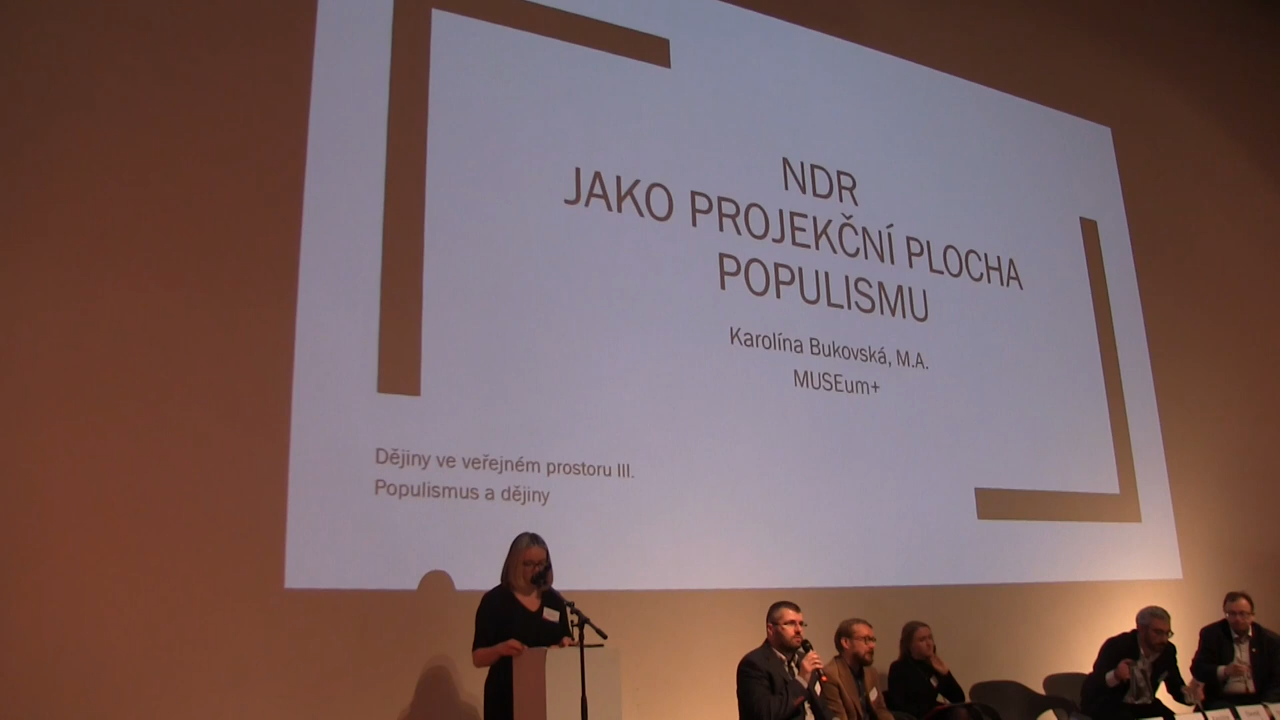 NDR
JAKO PROJEKČNÍ PLOCHA
POPULISMU
Karolína Bukovská, M.A.
MUSEum+
Dějiny ve veřejném prostoru III.
Populismus a dějiny